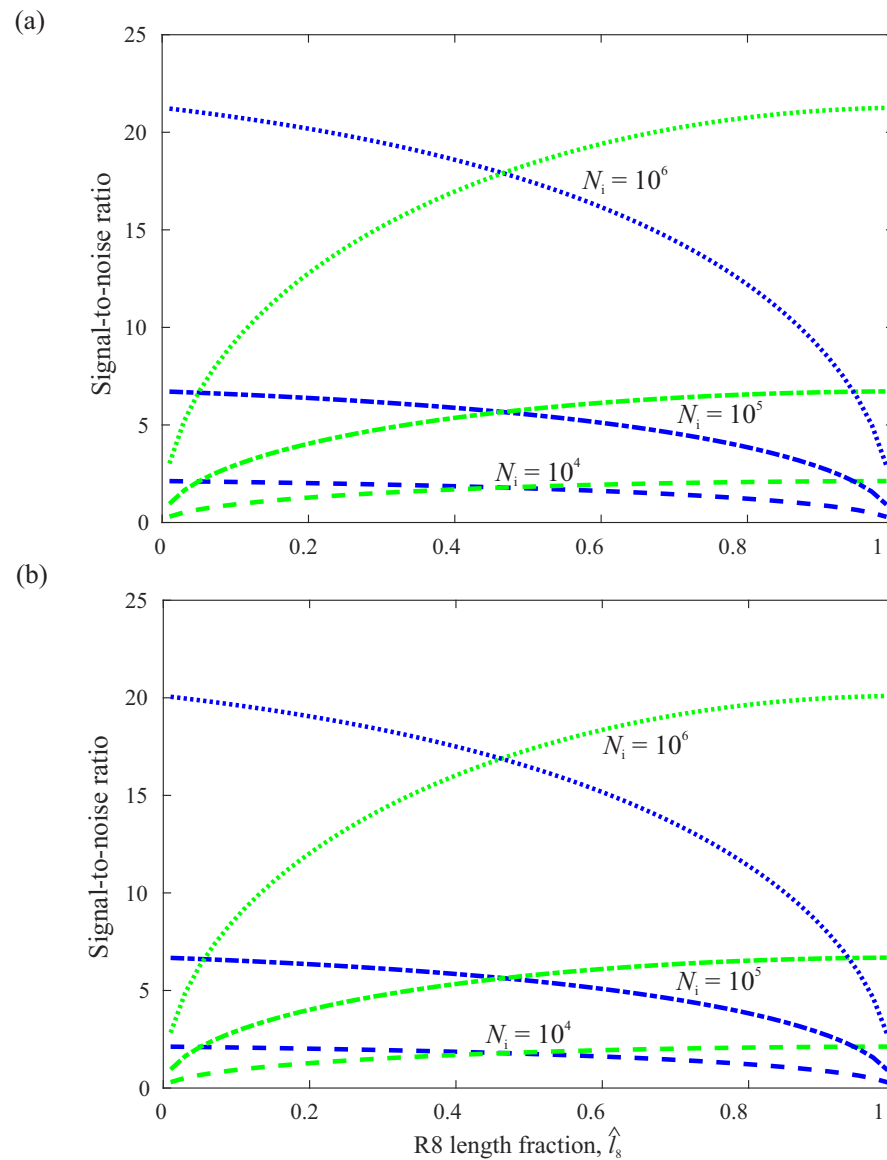 (a)
25
20
15
10
5
0
Signal-to-noise ratio
N_i = 10^6
N_i = 10^5
N_i = 10^4
0 0.2 0.4 0.6 0.8 1
(b)
25
20
15
10
5
0
Signal-to-noise ratio
N_i = 10^6
N_i = 10^5
N_i = 10^4
0 0.2 0.4 0.6 0.8 1
R8 length fraction, l̂_8